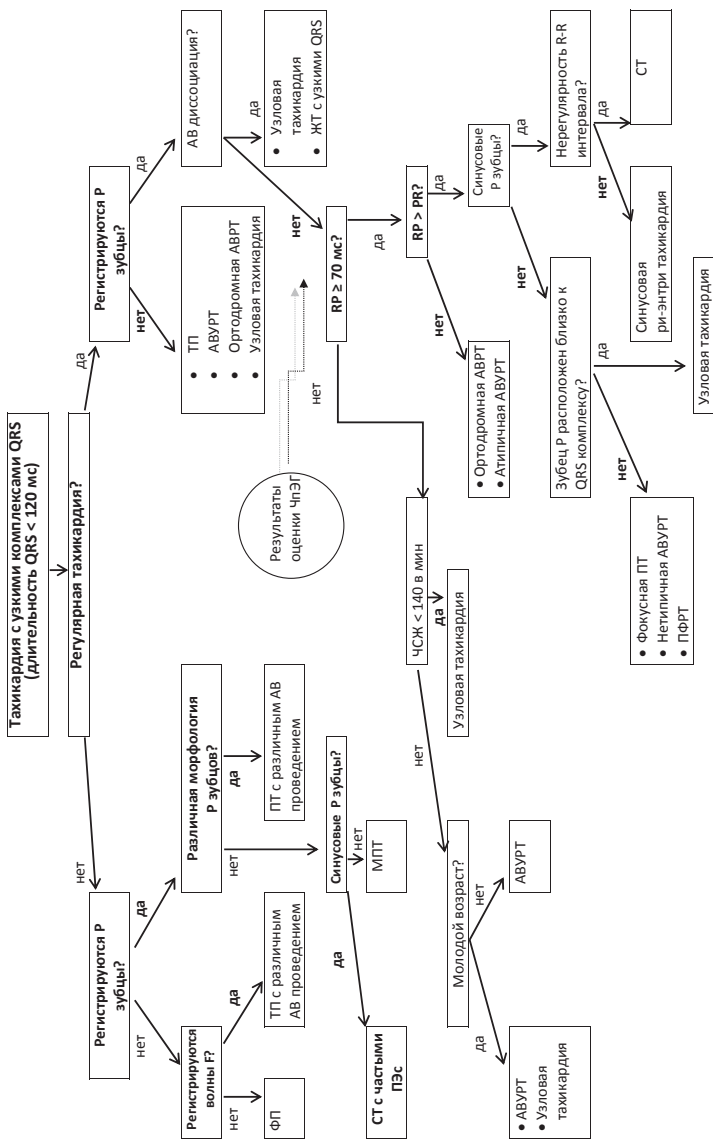 Тахикардия с узкими комплексами QRS
(длительность QRS < 120 мс)
Регулярная тахикардия?
нет
да
Регистрируются P
зубцы?
нет
да
Регистрируются
волны F?
нет
да
ФП
ТП с различным
АВ проведением
Различная морфология
P зубцов?
нет
да
ПТ с различным АВ
проведением
Синусовые P зубцы?
да
нет
СТ с частыми
ПЭс
МПТ
Регистрируются P
зубцы?
нет
да
• ТП
• АВУРТ
• Ортодромная АВРТ
• Узловая тахикардия
АВ диссоциация?
нет
да
• Узловая
тахикардия
• ЖТ с узкими QRS
Результаты
оценки ЧпЭГ
RP ≥ 70 мс?
нет
да
ЧСЖ < 140 в мин
нет
да
Узловая тахикардия
Молодой возраст?
да
нет
• АВУРТ
• Узловая
тахикардия
АВУРТ
RP > PR?
нет
да
• Ортодромная АВРТ
• Атипичная АВУРТ
Синусовые
P зубцы?
нет
да
Зубец P расположен близко к
QRS комплексу?
нет
да
• Фокусная ПТ
• Нетипичная АВУРТ
• ПФРТ
Узловая тахикардия
Нерегулярность R-R
интервала?
нет
да
Синусовая
ри-энтри тахикардия
СТ